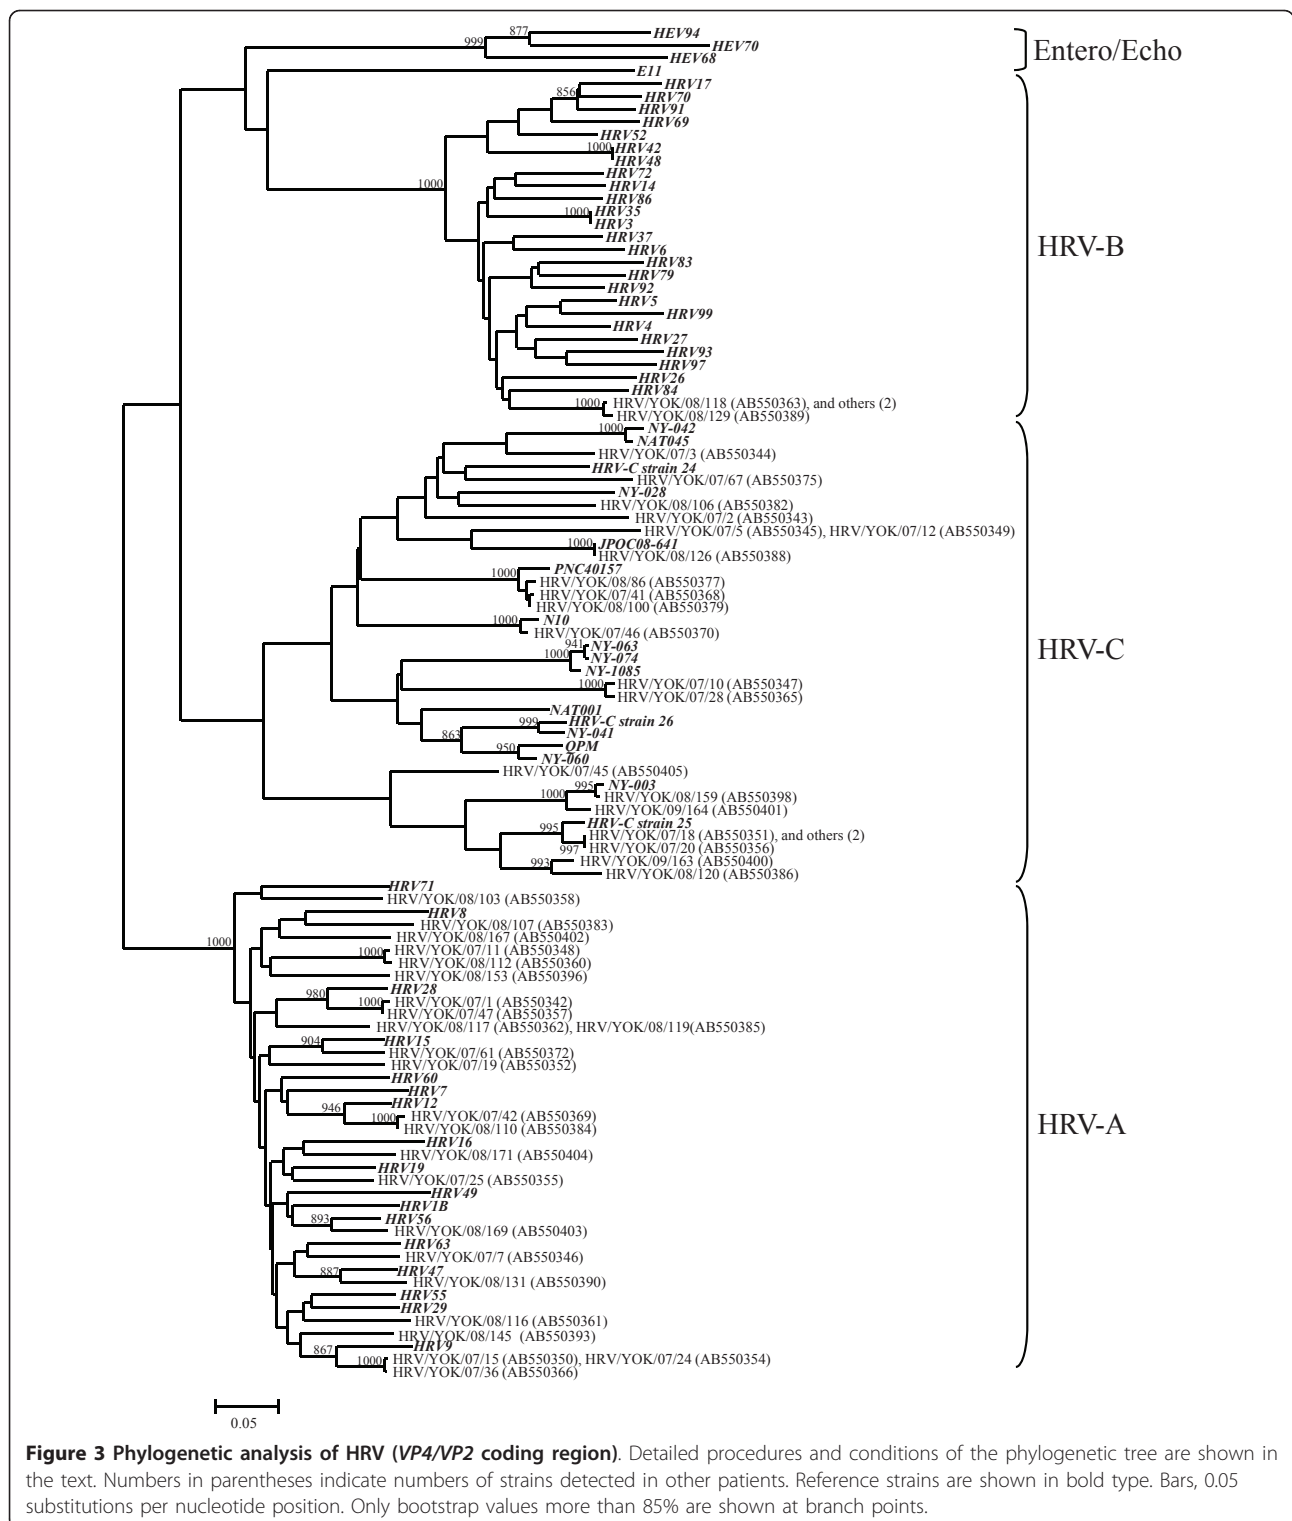 877
HEV94
999
HEV70
HEV68
Entero/Echo
E11
HRV17
856
HRV70
HRV91
HRV69
HRV52
1000
HRV42
HRV48
1000
HRV72
HRV14
HRV86
1000
HRV35
HRV3
HRV37
HRV6
HRV-B
HRV83
HRV79
HRV92
HRV5
HRV99
HRV4
HRV27
HRV93
HRV97
HRV26
HRV84
1000
HRV/YOK/08/118 (AB550363), and others (2)
HRV/YOK/08/129 (AB550389)
1000
NY-042
NAT045
HRV/YOK/07/3 (AB550344)
HRV-C strain 24
HRV/YOK/07/67 (AB550375)
NY-028
HRV/YOK/08/106 (AB550382)
HRV/YOK/07/2 (AB550343)
HRV/YOK/07/5 (AB550345), HRV/YOK/07/12 (AB550349)
1000
JPOC08-641
HRV/YOK/08/126 (AB550388)
1000
PNC40157
HRV/YOK/08/86 (AB550377)
HRV/YOK/07/41 (AB550368)
HRV/YOK/08/100 (AB550379)
1000
N10
HRV/YOK/07/46 (AB550370)
941
NY-063
1000
NY-074
HRV-C
NY-1085
1000
HRV/YOK/07/10 (AB550347)
HRV/YOK/07/28 (AB550365)
NAT001
999
HRV-C strain 26
863
NY-041
950
QPM
NY-060
HRV/YOK/07/45 (AB550405)
995
NY-003
1000
HRV/YOK/08/159 (AB550398)
HRV/YOK/09/164 (AB550401)
995
HRV-C strain 25
HRV/YOK/07/18 (AB550351), and others (2)
997
HRV/YOK/07/20 (AB550356)
993
HRV/YOK/09/163 (AB550400)
HRV/YOK/08/120 (AB550386)
HRV71
HRV/YOK/08/103 (AB550358)
HRV8
HRV/YOK/08/107 (AB550383)
1000
HRV/YOK/08/167 (AB550402)
1000
HRV/YOK/07/11 (AB550348)
HRV/YOK/08/112 (AB550360)
HRV/YOK/08/153 (AB550396)
980
HRV28
1000
HRV/YOK/07/1 (AB550342)
HRV/YOK/07/47 (AB550357)
HRV/YOK/08/117 (AB550362), HRV/YOK/08/119(AB550385)
904
HRV15
HRV/YOK/07/61 (AB550372)
HRV/YOK/07/19 (AB550352)
HRV60
HRV7
946
HRV12
1000
HRV/YOK/07/42 (AB550369)
HRV-A
HRV/YOK/08/110 (AB550384)
HRV16
HRV/YOK/08/171 (AB550404)
HRV19
HRV/YOK/07/25 (AB550355)
HRV49
HRV1B
893
HRV56
HRV/YOK/08/169 (AB550403)
HRV63
HRV/YOK/07/7 (AB550346)
887
HRV47
HRV/YOK/08/131 (AB550390)
HRV55
HRV29
HRV/YOK/08/116 (AB550361)
HRV/YOK/08/145 (AB550393)
867
HRV9
1000
HRV/YOK/07/15 (AB550350), HRV/YOK/07/24 (AB550354)
HRV/YOK/07/36 (AB550366)
0.05
Figure 3 Phylogenetic analysis of HRV (VP4/VP2 coding region). Detailed procedures and conditions of the phylogenetic tree are shown in
the text. Numbers in parentheses indicate numbers of strains detected in other patients. Reference strains are shown in bold type. Bars, 0.05
substitutions per nucleotide position. Only bootstrap values more than 85% are shown at branch points.